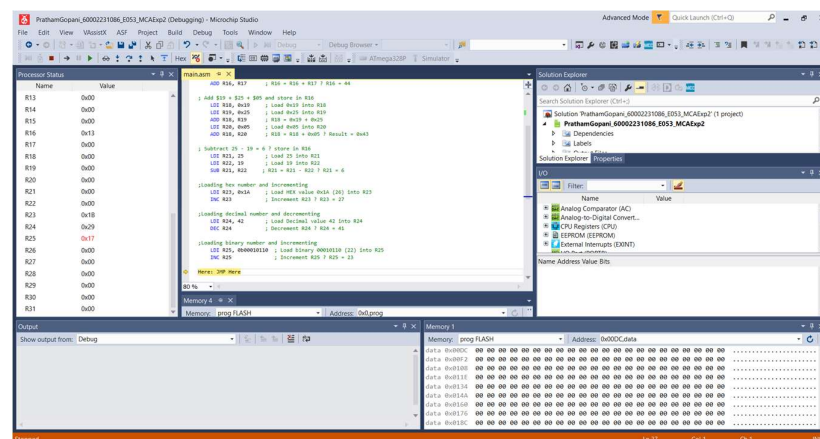 PrathamGopani_60002231086_E053_MCAExp2 (Debugging) - Microchip Studio
Advanced Mode
Quick Launch (Ctrl+Q)
File Edit View VAssistX ASF Project Build Debug Tools Window Help
Debug
Debug Browser
Hex
ATmega328P
Simulator
Processor Status
Name Value
R13 0x00
R14 0x00
R15 0x00
R16 0x13
R17 0x00
R18 0x00
R19 0x00
R20 0x00
R21 0x00
R22 0x00
R23 0x1B
R24 0x29
R25 0x17
R26 0x00
R27 0x00
R28 0x00
R29 0x00
R30 0x00
R31 0x00
main.asm
ADD R16, R17 ; R16 = R16 + R17 ? R16 = 44
; Add $19 + $25 + $05 and store in R16
LDI R18, 0x19 ; Load 0x19 into R18
LDI R19, 0x25 ; Load 0x25 into R19
ADD R18, R19 ; R18 = 0x19 + 0x25
LDI R20, 0x05 ; Load 0x05 into R20
ADD R18, R20 ; R18 = R18 + 0x05 ? Result = 0x43
; Subtract 25 - 19 = 6 ? store in R16
LDI R21, 25 ; Load 25 into R21
LDI R22, 19 ; Load 19 into R22
SUB R21, R22 ; R21 = R21 - R22 ? R21 = 6
;Loading hex number and incrementing
LDI R23, 0x1A ; Load HEX value 0x1A (26) into R23
INC R23 ; Increment R23 ? R23 = 27
;Loading decimal number and decrementing
LDI R24, 42 ; Load Decimal value 42 into R24
DEC R24 ; Decrement R24 ? R24 = 41
;Loading binary number and incrementing
LDI R25, 0b00010110 ; Load binary 00010110 (22) into R25
INC R25 ; Increment R25 ? R25 = 23
Here: JMP Here
80 %
Memory 4
Memory: prog FLASH Address: 0x0,prog
Solution Explorer
Search Solution Explorer (Ctrl+;)
Solution 'PrathamGopani_60002231086_E053_MCAExp2' (1 project)
PrathamGopani_60002231086_E053_MCAExp2
Dependencies
Labels
Output Files
Solution Explorer Properties
I/O
Filter:
Name Value
Analog Comparator (AC)
Analog-to-Digital Convert...
CPU Registers (CPU)
EEPROM (EEPROM)
External Interrupts (EXINT)
Name Address Value Bits
Output
Show output from: Debug
Memory 1
Memory: prog FLASH Address: 0x00DC,data
data 0x00DC 00 00 00 00 00 00 00 00 00 00 00 00 00 00 00 00 00 00 00 00 00 00 ......................
data 0x00F2 00 00 00 00 00 00 00 00 00 00 00 00 00 00 00 00 00 00 00 00 00 00 ......................
data 0x0108 00 00 00 00 00 00 00 00 00 00 00 00 00 00 00 00 00 00 00 00 00 00 ......................
data 0x011E 00 00 00 00 00 00 00 00 00 00 00 00 00 00 00 00 00 00 00 00 00 00 ......................
data 0x0134 00 00 00 00 00 00 00 00 00 00 00 00 00 00 00 00 00 00 00 00 00 00 ......................
data 0x014A 00 00 00 00 00 00 00 00 00 00 00 00 00 00 00 00 00 00 00 00 00 00 ......................
data 0x0160 00 00 00 00 00 00 00 00 00 00 00 00 00 00 00 00 00 00 00 00 00 00 ......................
data 0x0176 00 00 00 00 00 00 00 00 00 00 00 00 00 00 00 00 00 00 00 00 00 00 ......................
data 0x018C 00 00 00 00 00 00 00 00 00 00 00 00 00 00 00 00 00 00 00 00 00 00 ......................